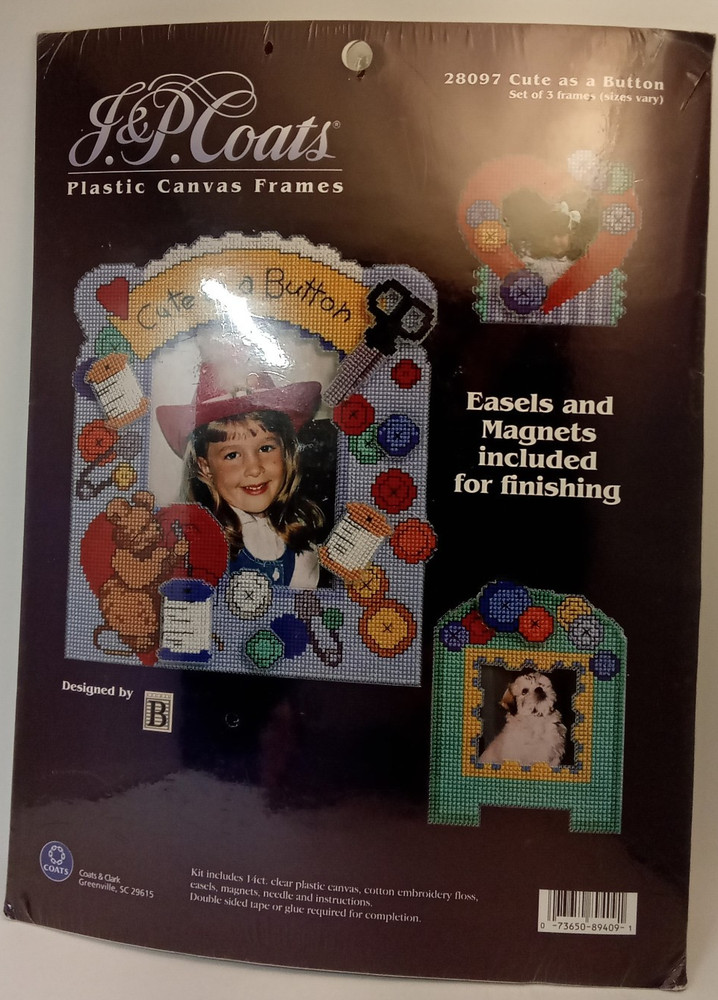 28097 Cute as a Button
Set of 3 frames (sizes vary)
J.&P. Coats®
Plastic Canvas Frames
Cute as a Button
Easels and
Magnets
included
for finishing
Designed by
B
COATS
Coats & Clark
Greenville, SC 29615
Kit includes 14ct. clear plastic canvas, cotton embroidery floss,
easels, magnets, needle and instructions.
Double sided tape or glue required for completion.
0 -73650-89409- 1